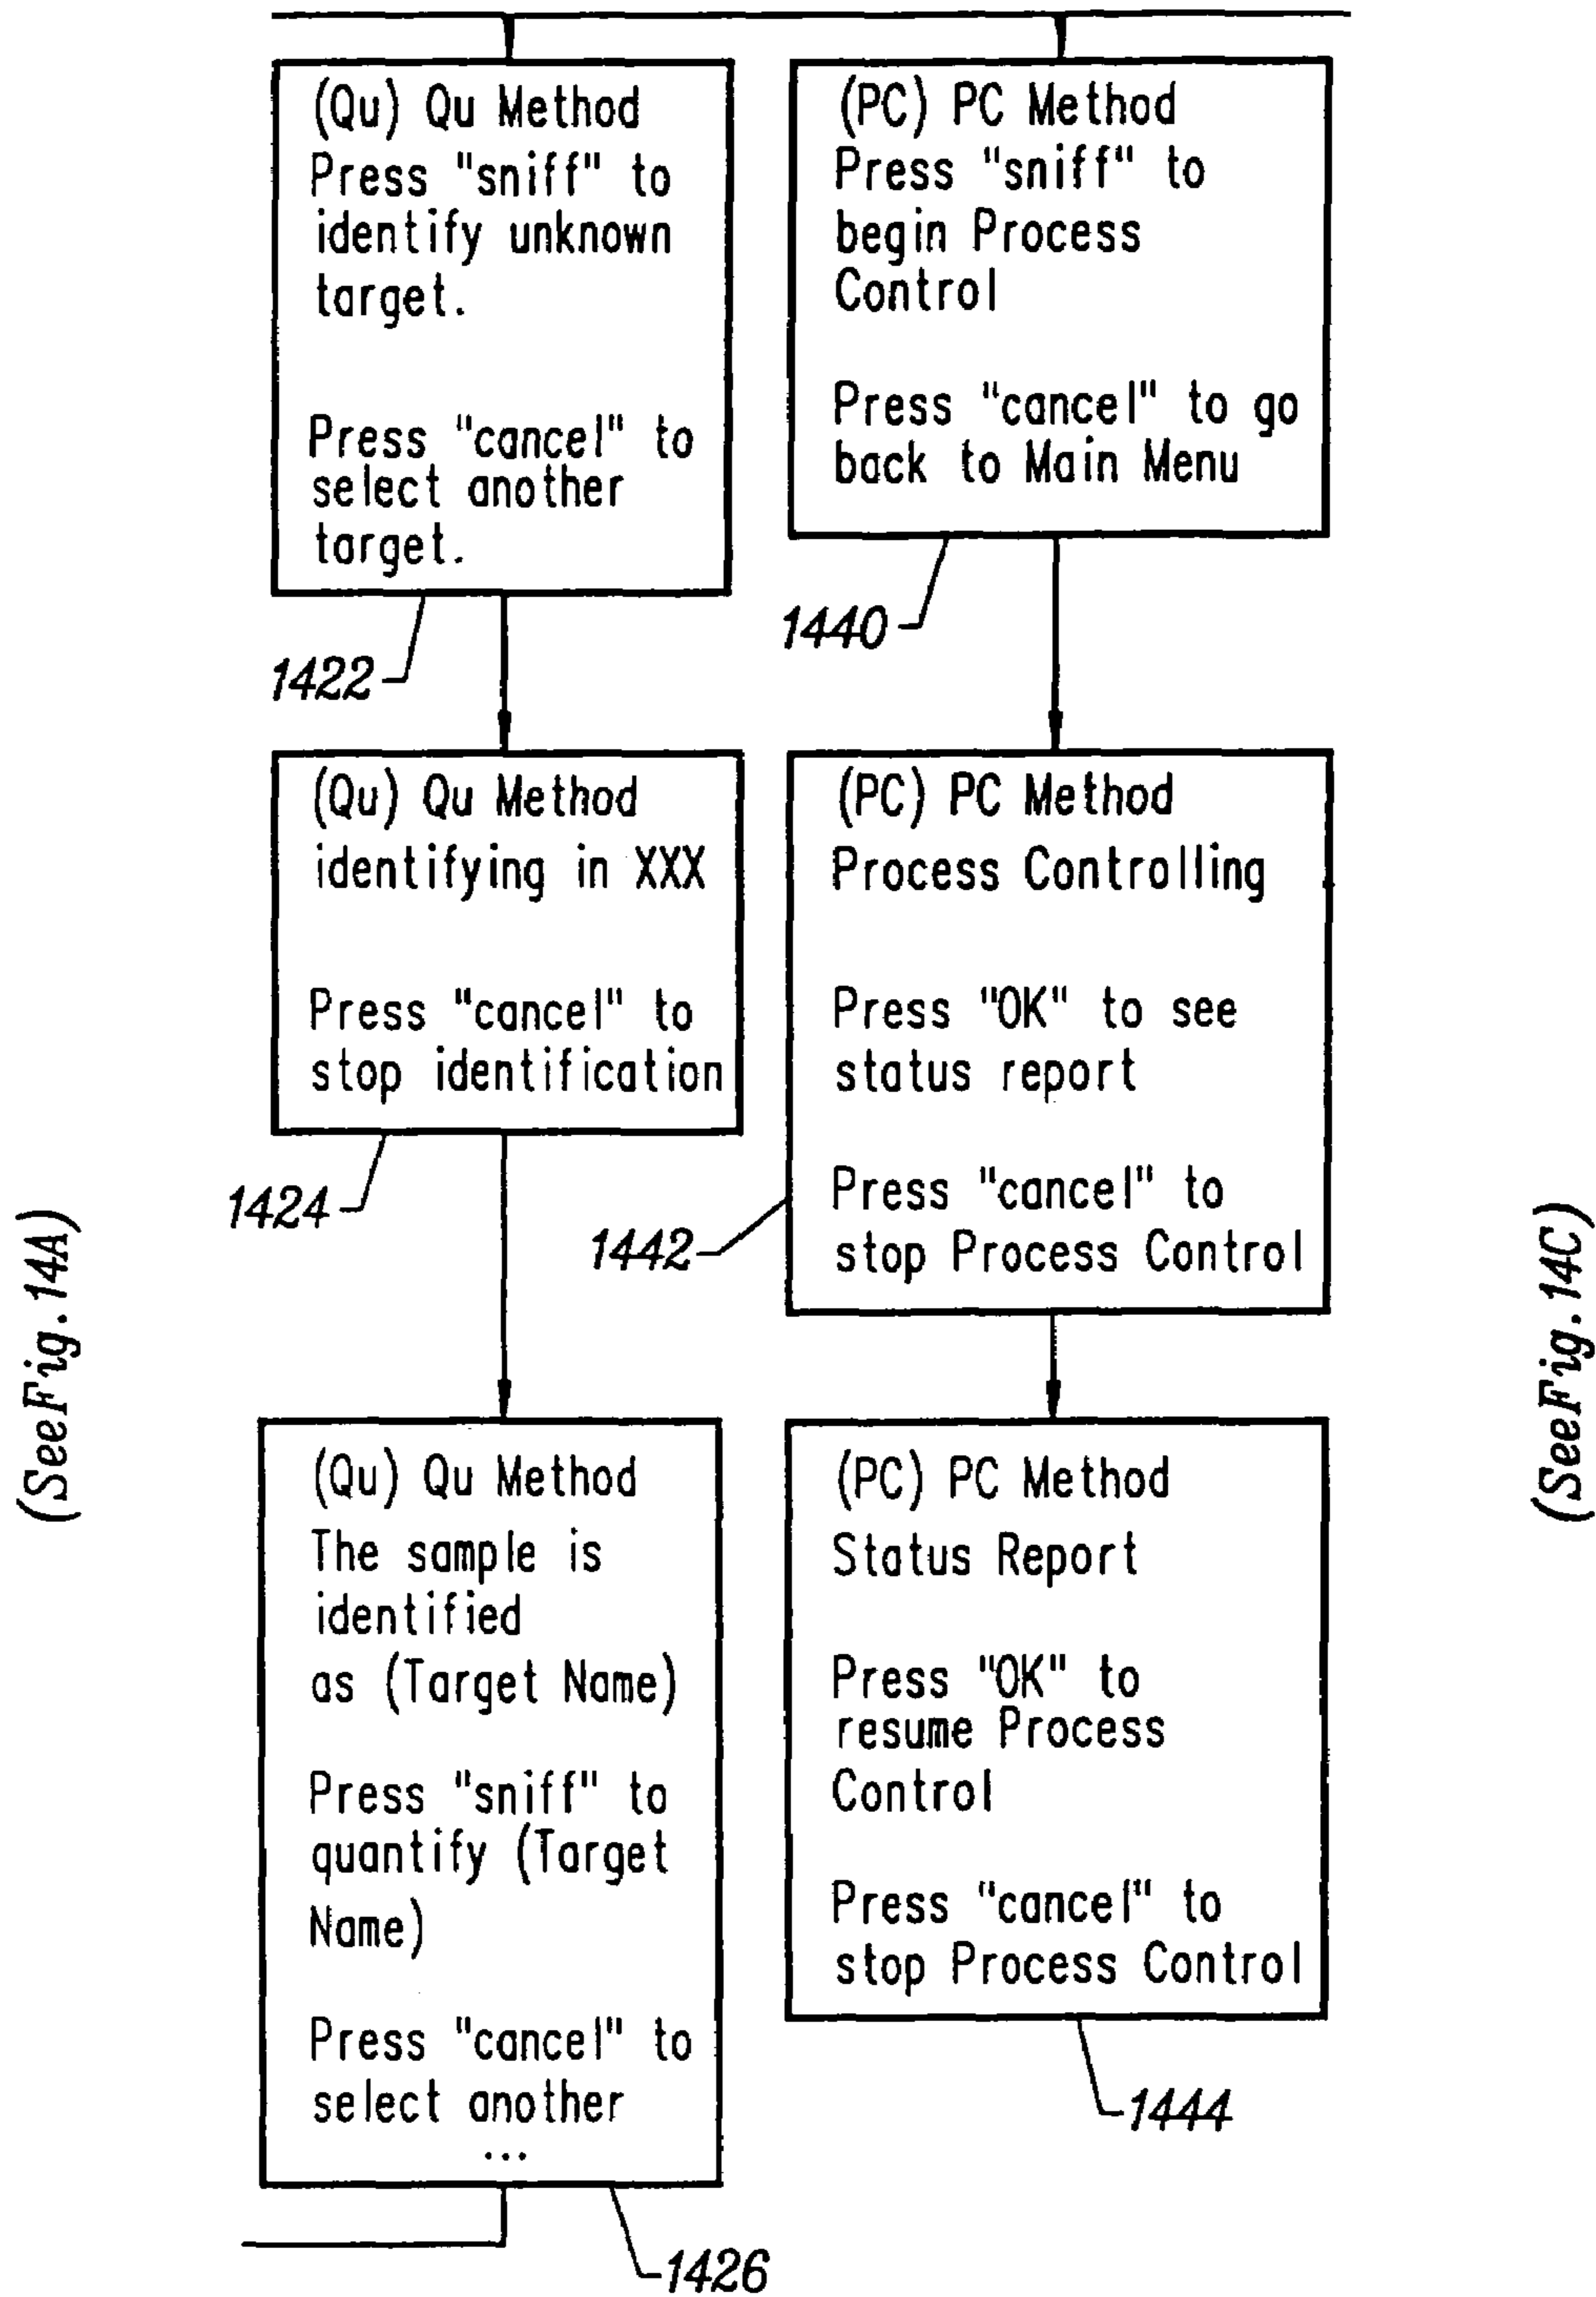 (Qu) Qu Method
Press "sniff" to
identify unknown
target.
Press "cancel" to
select another
target.
1422
(Qu) Qu Method
identifying in XXX
Press "cancel" to
stop identification
1424
(Qu) Qu Method
The sample is
identified
as (Target Name)
Press "sniff" to
quantify (Target
Name)
Press "cancel" to
select another
...
1426
(PC) PC Method
Press "sniff" to
begin Process
Control
Press "cancel" to go
back to Main Menu
1440
(PC) PC Method
Process Controlling
Press "OK" to see
status report
Press "cancel" to
stop Process Control
1442
(PC) PC Method
Status Report
Press "OK" to
resume Process
Control
Press "cancel" to
stop Process Control
1444
(See Fig. 14A)
(See Fig. 14C)